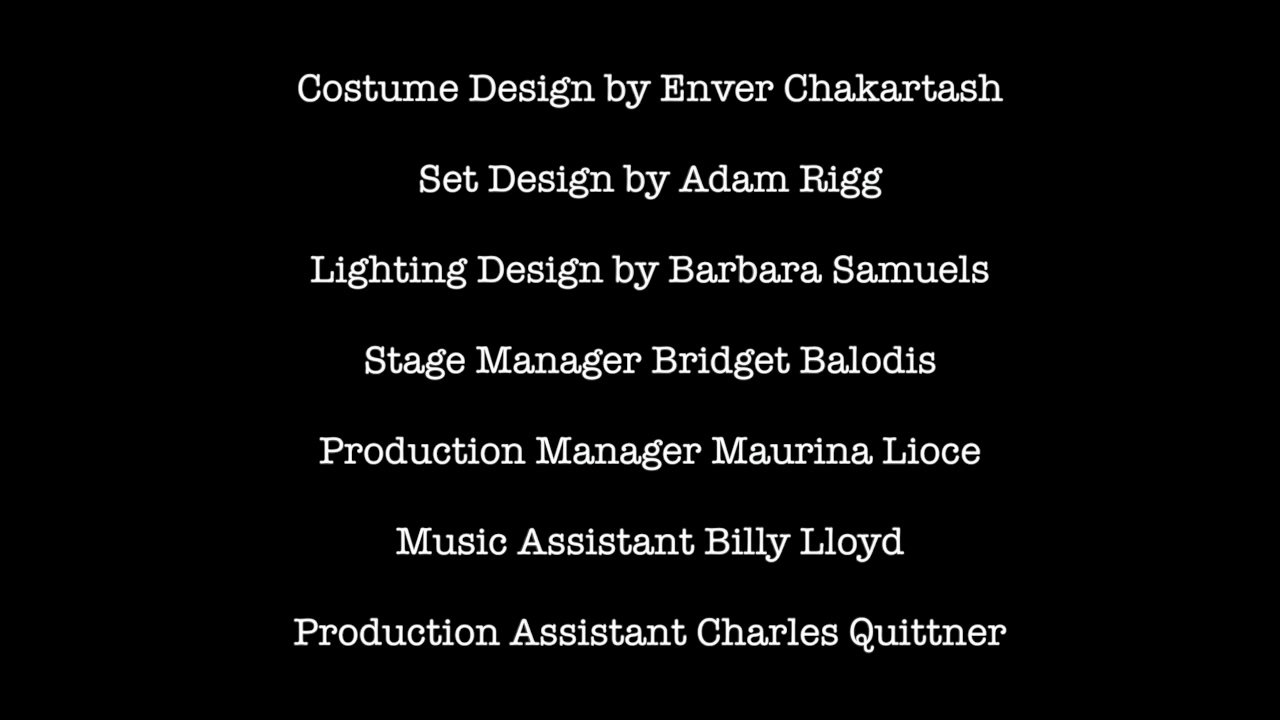 Costume Design by Enver Chakartash
Set Design by Adam Rigg
Lighting Design by Barbara Samuels
Stage Manager Bridget Balodis
Production Manager Maurina Lioce
Music Assistant Billy Lloyd
Production Assistant Charles Quittner